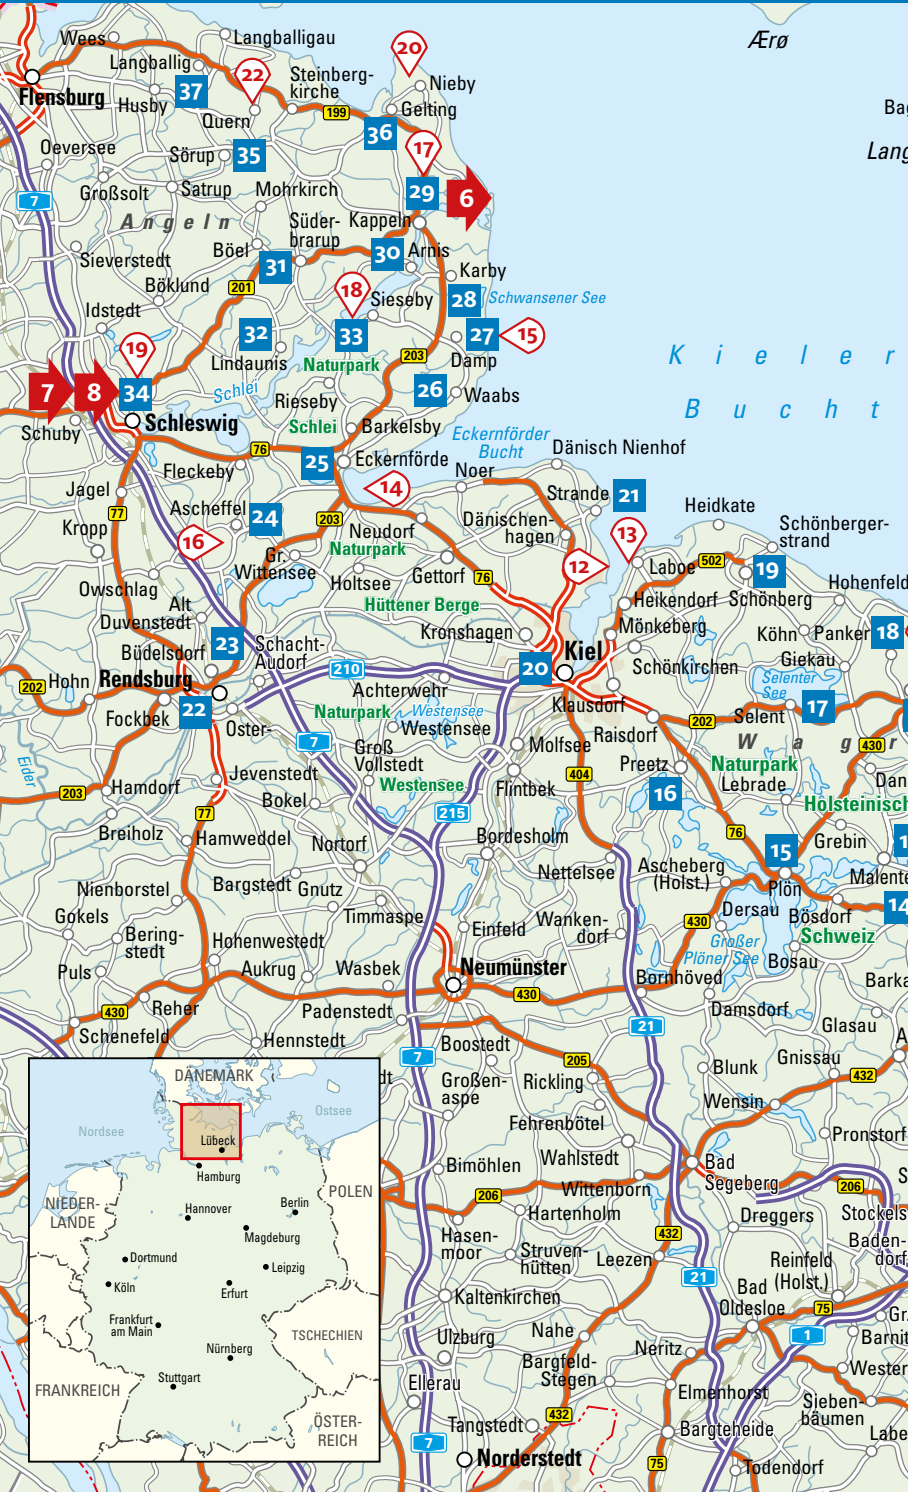 Wees
Langballigau
20
Ærø
Langballig
Steinberg-
kirche
22
Nieby
Flensburg
37
Husby
Gelting
199
Quern
36
Oeversee
Sörup
35
17
Großsolt
Satrup
Mohrkirch
29
6
7
Angeln
Süder-
brarup
Kappeln
Sieverstedt
Böel
30
Arnis
31
Karby
Böklund
201
18
Sieseby
28
Schwansener See
Idstedt
32
33
27
15
19
Lindaunis
Naturpark
203
Damp
Kieler
7
8
34
Schlei
Rieseby
26
Waabs
Bucht
Schleswig
Schuby
Schlei
Barkelsby
Eckernförder
Bucht
76
25
Eckernförde
Dänisch Nienhof
Fleckeby
Noer
Jagel
14
Strande
21
77
Ascheffel
24
203
Neudorf
Dänischen-
hagen
Heidkate
Kropp
16
Gr.
Wittensee
Naturpark
13
Schönberger-
strand
Holtsee
Gettorf
76
12
Laboe
502
19
Owschlag
Hüttener Berge
Heikendorf
Schönberg
Hohenfeld
Alt
Duvenstedt
Kronshagen
Mönkeberg
Büdelsdorf
23
Schacht-
Audorf
Kiel
Köhn
Panker
18
Schönkirchen
Giekau
Hohn
202
Rendsburg
210
20
Selenter
See
Achterwehr
Klausdorf
17
Fockbek
22
Oster-
Naturpark
Westensee
202
Selent
Westensee
Raisdorf
Wagr
7
Groß
Vollstedt
Molfsee
430
Eider
Preetz
Naturpark
Jevenstedt
Westensee
404
Dan
203
Hamdorf
Flintbek
16
Lebrade
Bokel
Holsteinisch
77
215
Breiholz
Hamweddel
Bordesholm
76
Grebin
Nortorf
15
Nettelsee
Ascheberg
(Holst.)
Nienborstel
Bargstedt
Gnutz
Plön
Malente
Gokels
Timmaspe
Dersau
Bösdorf
14
Bering-
stedt
Einfeld
Wanken-
dorf
430
Großer
Plöner See
Schweiz
Hohenwestedt
Puls
Aukrug
Wasbek
Neumünster
Bosau
Bornhöved
Barka
430
Reher
Padenstedt
430
Damsdorf
Schenefeld
Hennstedt
21
Glasau
Boostedt
7
205
Gnissau
dt
Großen-
aspe
Rickling
Blunk
432
Wensin
Fehrenbötel
Pronstorf
Bimöhlen
Wahlstedt
Bad
Segeberg
Wittenborn
206
206
Hartenholm
Dreggers
Stockels
Hasen-
moor
432
Baden-
dorf
Struven-
hütten
Leezen
Reinfeld
(Holst.)
21
Bad
Oldesloe
Kaltenkirchen
75
Gr.
Ulzburg
Nahe
1
Barnit
Neritz
Bargfeld-
Stegen
Wester
Ellerau
Elmenhorst
Sieben-
bäumen
432
Tangstedt
Bargteheide
7
Labe
Norderstedt
75
Todendorf
Bag
Lang
DÄNEMARK
Ostsee
Nordsee
Lübeck
Hamburg
NIEDER-
LANDE
POLEN
Hannover
Berlin
Magdeburg
Dortmund
Leipzig
Köln
Erfurt
Frankfurt
am Main
TSCHECHIEN
Nürnberg
Stuttgart
FRANKREICH
ÖSTER-
REICH